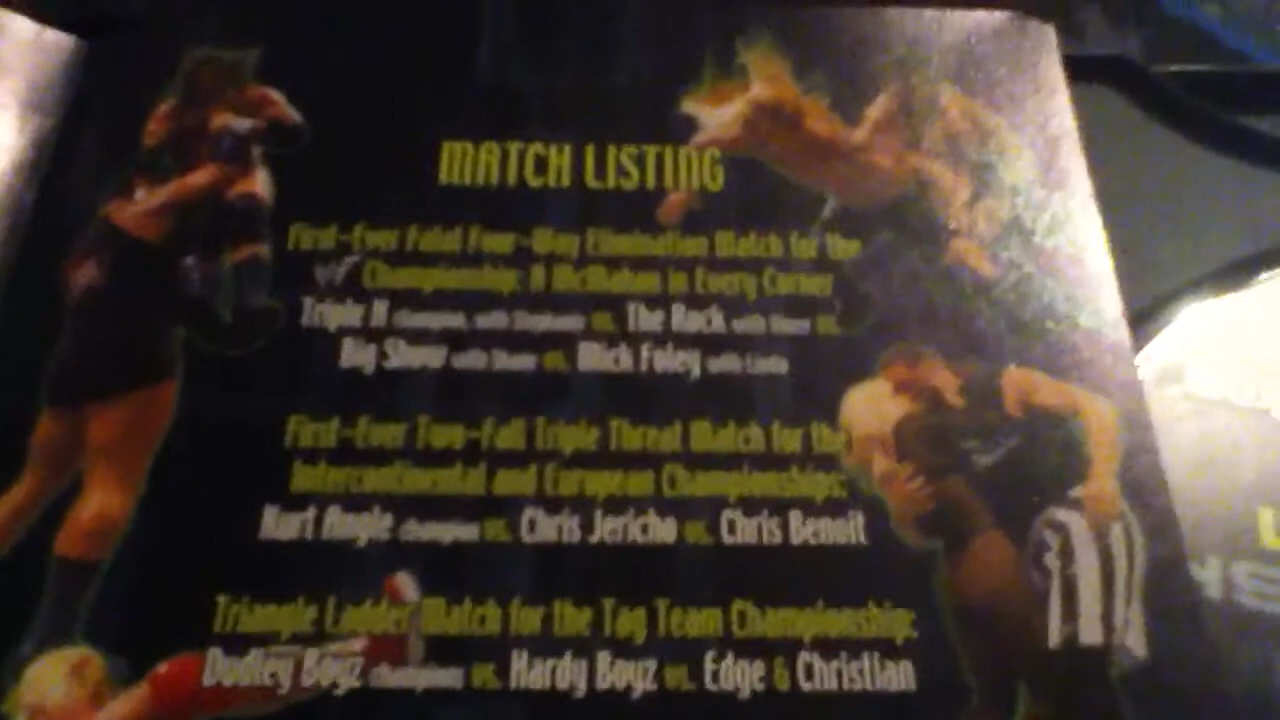 MATCH LISTING
First-Ever Fatal Four-Way Elimination Match for the
Championship: A McMahon in Every Corner
Triple H champion, with Stephanie vs. The Rock with Vince vs.
Big Show with Shane vs. Mick Foley with Linda
First-Ever Two-Fall Triple Threat Match for the
Intercontinental and European Championships:
Kurt Angle champion vs. Chris Jericho vs. Chris Benoit
Triangle Ladder Match for the Tag Team Championship:
Dudley Boyz champions vs. Hardy Boyz vs. Edge & Christian